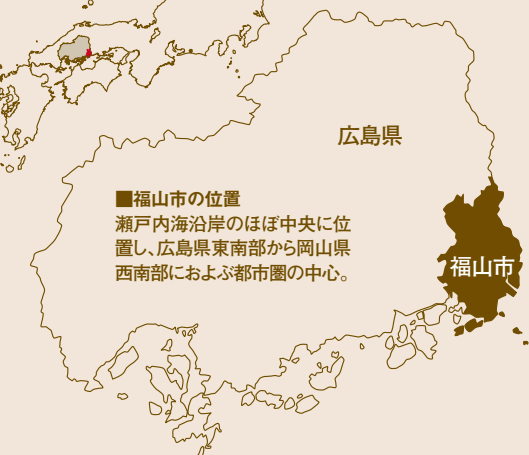 広島県
■福山市の位置
瀬戸内海沿岸のほぼ中央に位
置し、広島県東南部から岡山県
西南部におよぶ都市圏の中心。
福山市